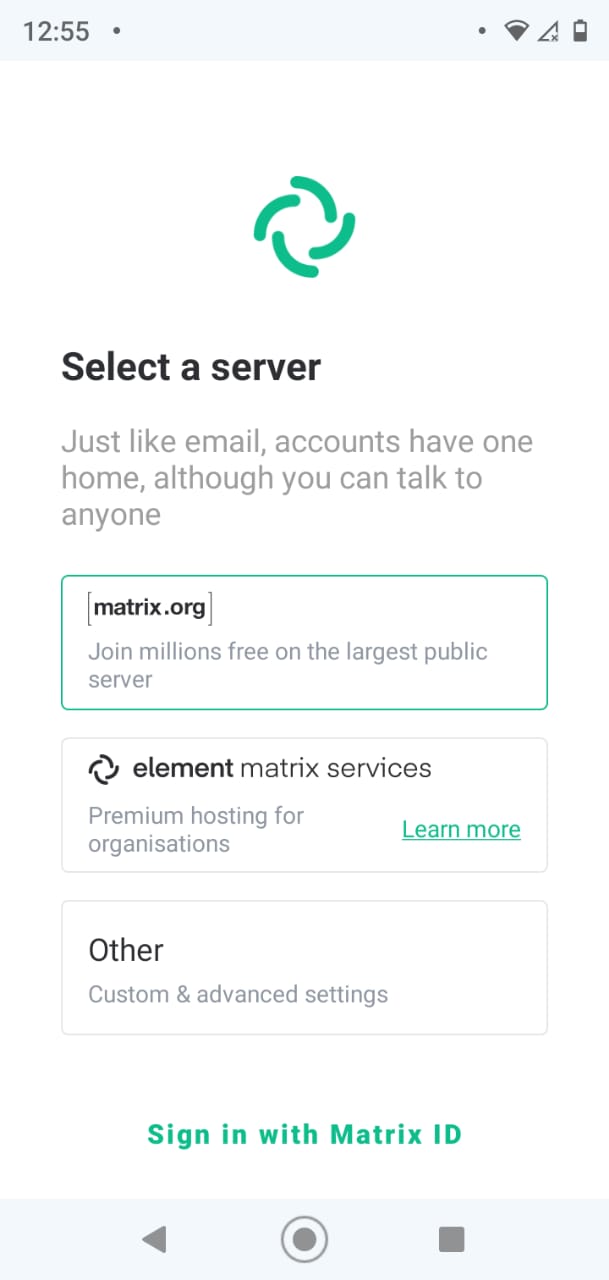 12:55
Select a server
Just like email, accounts have one
home, although you can talk to
anyone
[matrix.org]
Join millions free on the largest public
server
element matrix services
Premium hosting for
organisations
Learn more
Other
Custom & advanced settings
Sign in with Matrix ID